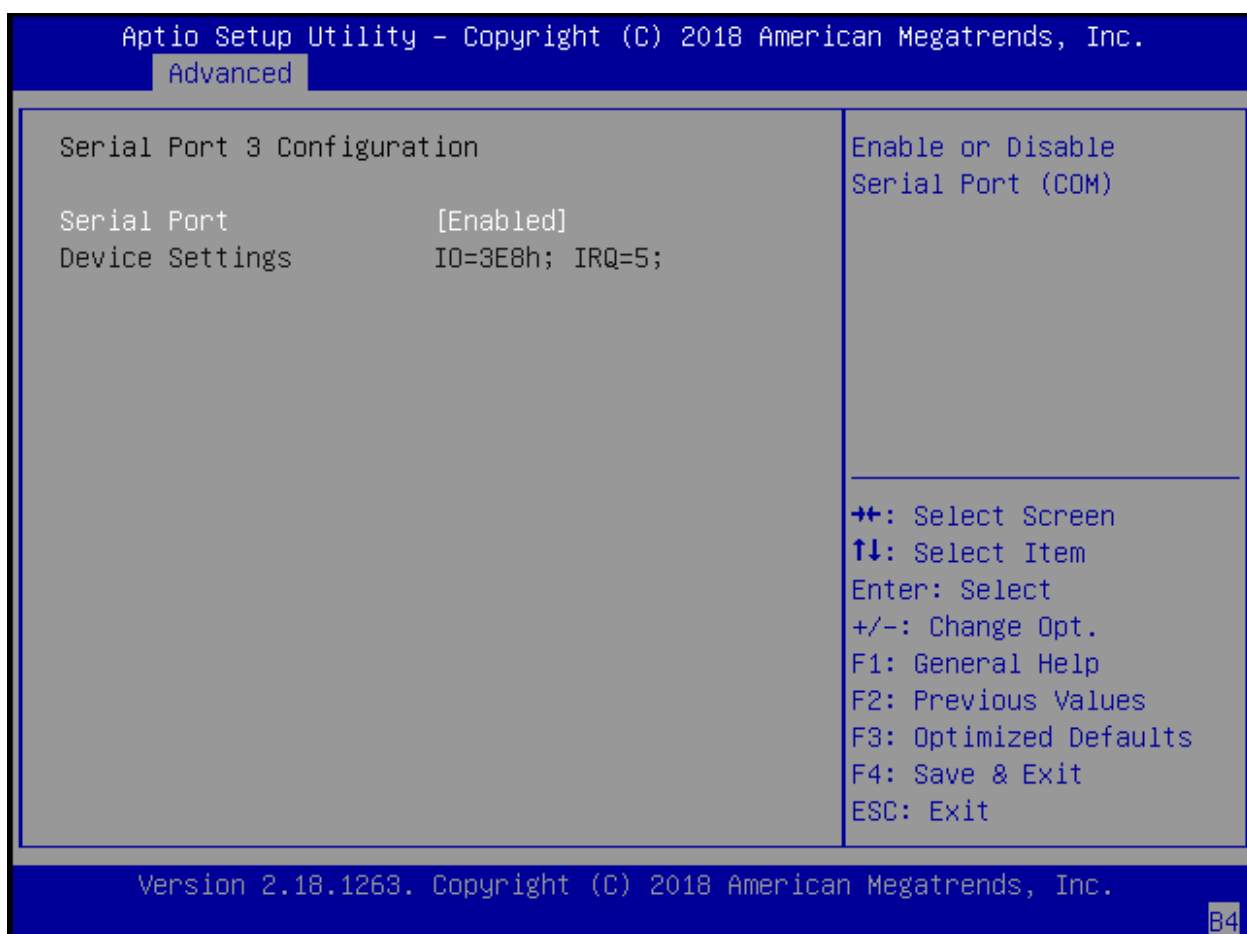 Aptio Setup Utility – Copyright (C) 2018 American Megatrends, Inc.
Advanced
Serial Port 3 Configuration
Serial Port [Enabled]
Device Settings IO=3E8h; IRQ=5;
Enable or Disable
Serial Port (COM)
→←: Select Screen
↑↓: Select Item
Enter: Select
+/-: Change Opt.
F1: General Help
F2: Previous Values
F3: Optimized Defaults
F4: Save & Exit
ESC: Exit
Version 2.18.1263. Copyright (C) 2018 American Megatrends, Inc.
B4